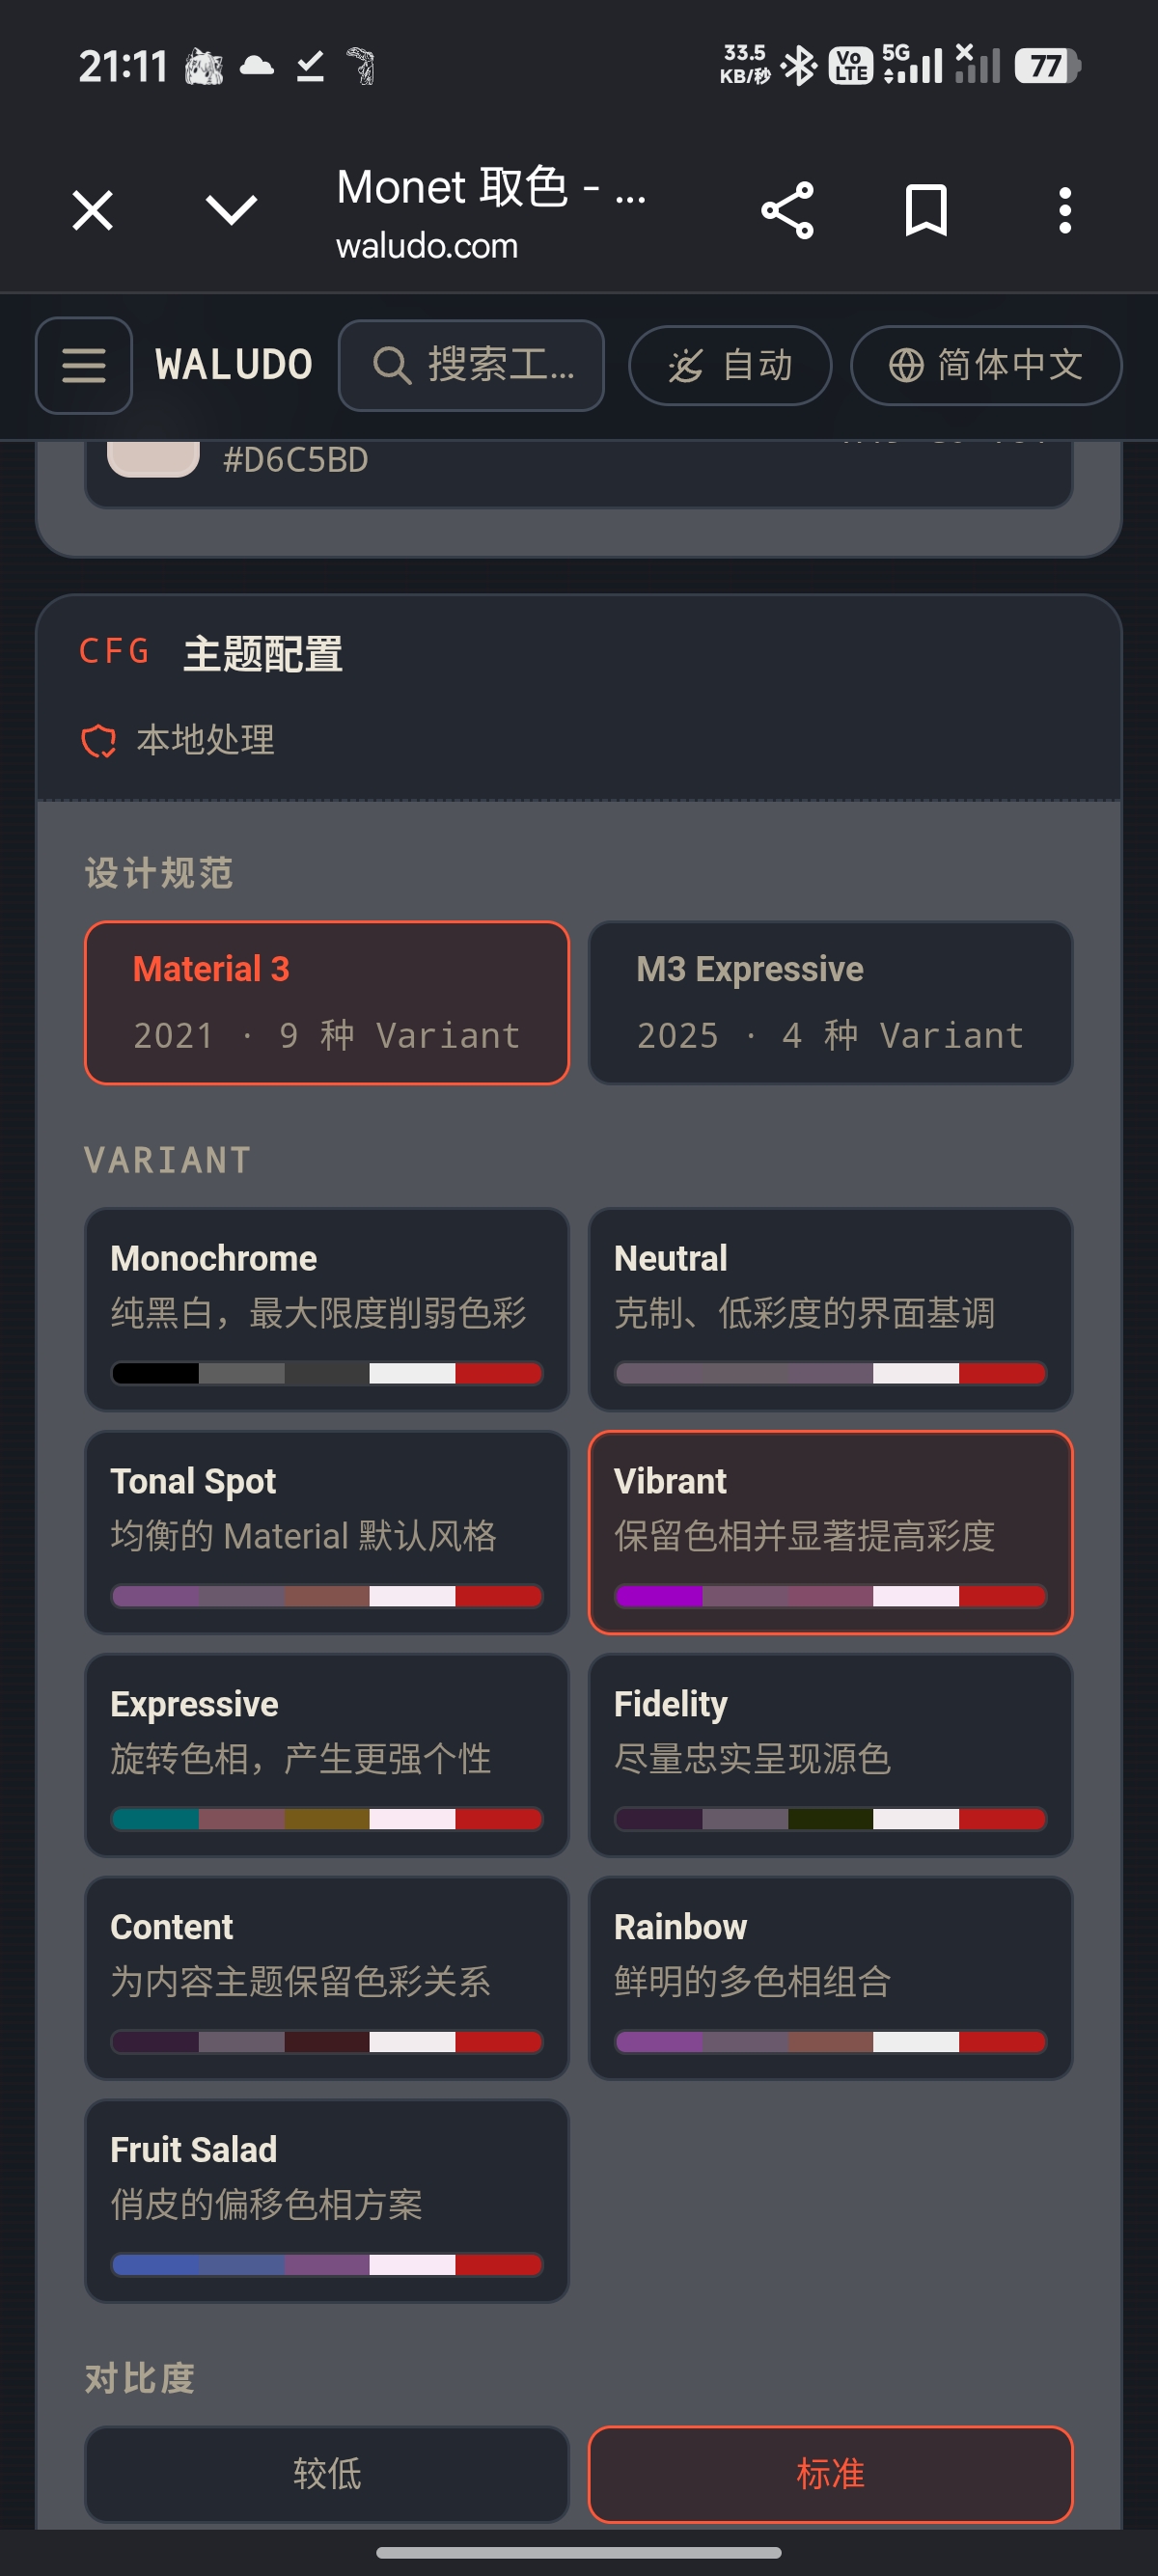 21:11
33.5
KB/秒
Vo
LTE
5G
77
Monet 取色 - ...
waludo.com
WALUDO
搜索工...
自动
简体中文
#D6C5BD
CFG 主题配置
本地处理
设计规范
Material 3
2021 · 9 种 Variant
M3 Expressive
2025 · 4 种 Variant
VARIANT
Monochrome
纯黑白，最大限度削弱色彩
Neutral
克制、低彩度的界面基调
Tonal Spot
均衡的 Material 默认风格
Vibrant
保留色相并显著提高彩度
Expressive
旋转色相，产生更强个性
Fidelity
尽量忠实呈现源色
Content
为内容主题保留色彩关系
Rainbow
鲜明的多色相组合
Fruit Salad
俏皮的偏移色相方案
对比度
较低
标准